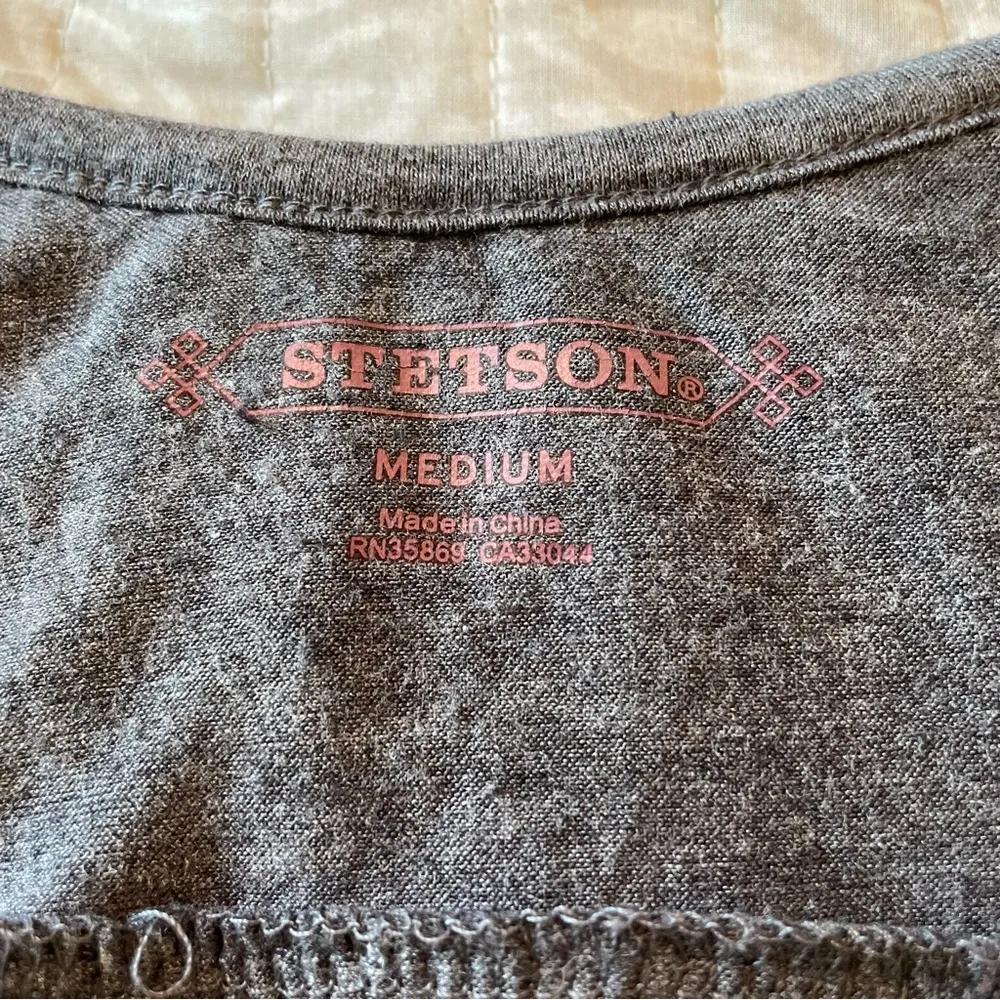 STETSON®
MEDIUM
Made in China
RN35869 CA33044